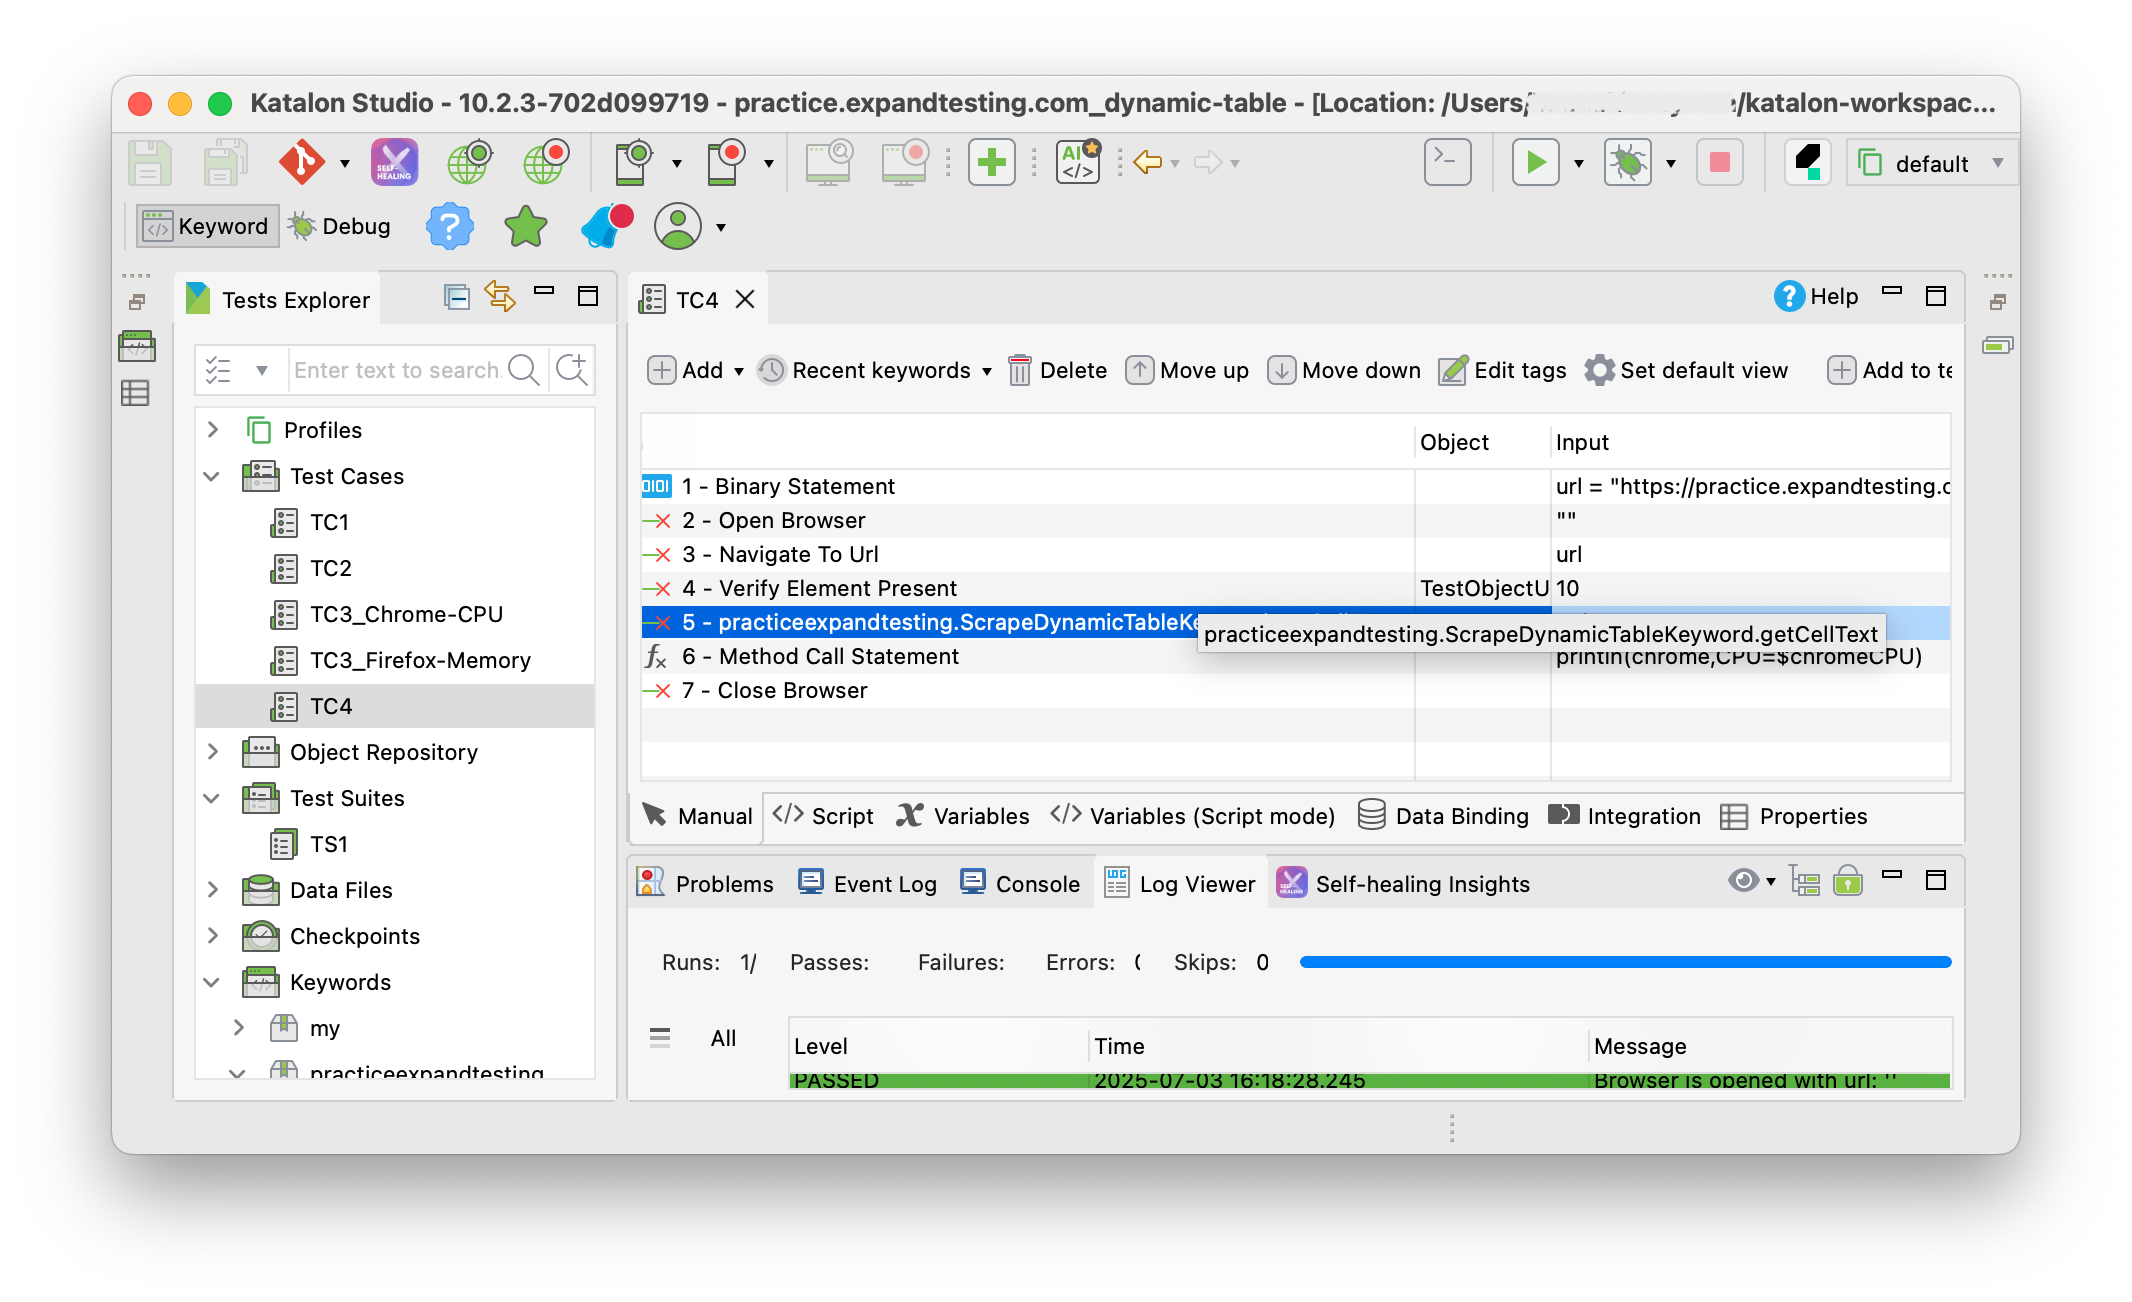 Katalon Studio - 10.2.3-702d099719 - practice.expandtesting.com_dynamic-table - [Location: /Users/ /katalon-workspac...
SELF-HEALING
AI
default
Keyword
Debug
Tests Explorer
TC4
Help
Enter text to search
Add
Recent keywords
Delete
Move up
Move down
Edit tags
Set default view
Add to te
Profiles
Test Cases
TC1
TC2
TC3_Chrome-CPU
TC3_Firefox-Memory
TC4
Object Repository
Test Suites
TS1
Data Files
Checkpoints
Keywords
my
practiceexpandtesting
Object
Input
1 - Binary Statement
url = "https://practice.expandtesting.c
2 - Open Browser
""
3 - Navigate To Url
url
4 - Verify Element Present
TestObjectU
10
5 - practiceexpandtesting.ScrapeDynamicTableKe
practiceexpandtesting.ScrapeDynamicTableKeyword.getCellText
6 - Method Call Statement
println(chrome,CPU=$chromeCPU)
7 - Close Browser
Manual
Script
Variables
Variables (Script mode)
Data Binding
Integration
Properties
Problems
Event Log
Console
LOG
Log Viewer
Self-healing Insights
Runs: 1/
Passes:
Failures:
Errors:
Skips: 0
All
Level
Time
Message
PASSED
2025-07-03 16:18:28.245
Browser is opened with url: ''